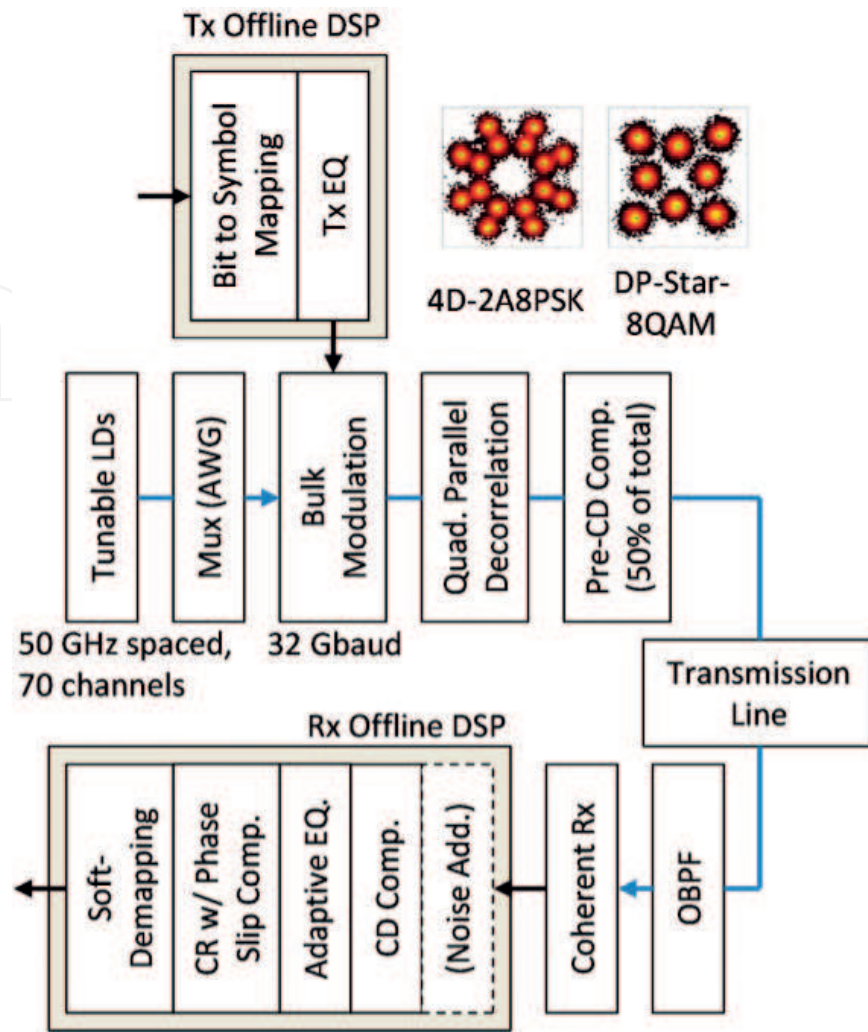 Tx Offline DSP
Bit to Symbol
Mapping
Tx EQ
4D-2A8PSK
DP-Star-
8QAM
Tunable LDs
Mux (AWG)
Bulk
Modulation
Quad. Parallel
Decorrelation
Pre-CD Comp.
(50% of total)
50 GHz spaced,
70 channels
32 Gbaud
Transmission
Line
Rx Offline DSP
Soft-
Demapping
CR w/ Phase
Slip Comp.
Adaptive EQ.
CD Comp.
(Noise Add.)
Coherent Rx
OBPF